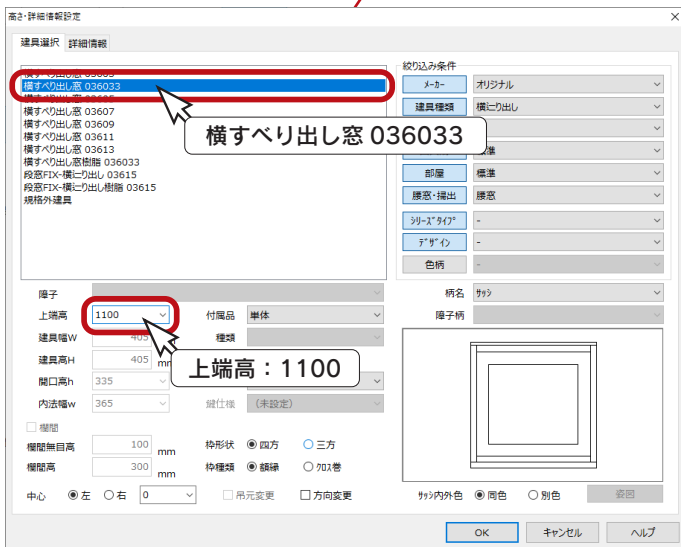 高さ・詳細情報設定
建具選択 詳細情報
横すべり出し窓 036033
横すべり出し窓 03607
横すべり出し窓 03609
横すべり出し窓 03611
横すべり出し窓 03613
横すべり出し窓樹脂 036033
段窓FIX-横辷り出し 03615
段窓FIX-横辷り出し樹脂 03615
規格外建具
横すべり出し窓 036033
絞り込み条件
メーカー オリジナル
建具種類 横辷り出し
部屋 標準
腰窓・掃出 腰窓
シリーズタイプ -
デザイン -
色柄 -
障子
上端高 1100 付属品 単体
建具幅W 405 種類
建具高H 405 mm
開口高h 335
内法幅w 365 鍵仕様 (未設定)
上端高：1100
柄名 サッシ
障子柄
欄間
欄間無目高 100 mm 枠形状 四方 三方
欄間高 300 mm 枠種類 額縁 クロス巻
中心 左 右 0 吊元変更 方向変更
サッシ内外色 同色 別色 姿図
OK キャンセル ヘルプ